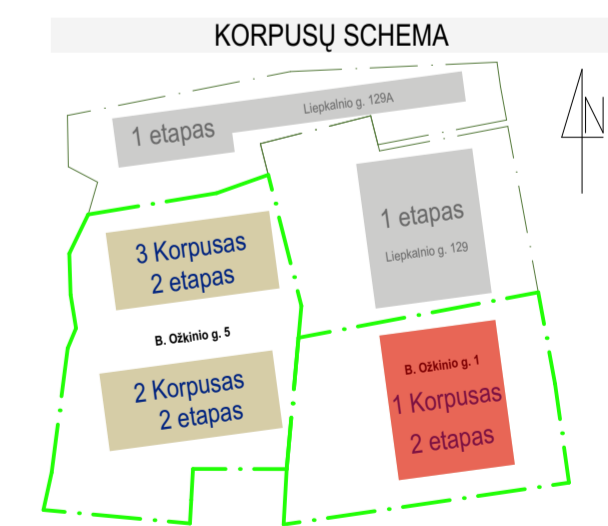 KORPUSŲ SCHEMA
Liepkalnio g. 129A
1 etapas
N
1 etapas
Liepkalnio g. 129
3 Korpusas
2 etapas
B. Ožkinio g. 5
2 Korpusas
2 etapas
B. Ožkinio g. 1
1 Korpusas
2 etapas